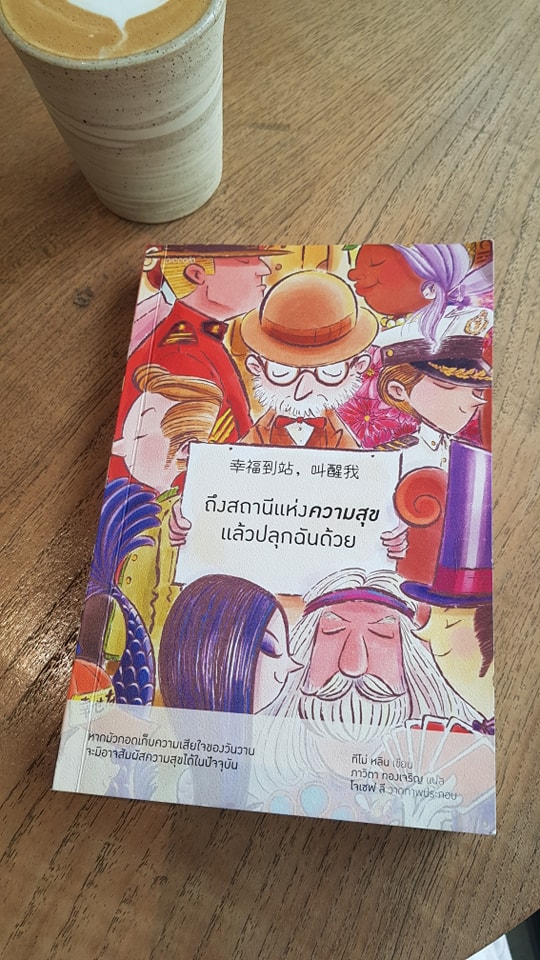 piccolo
幸福到站，叫醒我
ถึงสถานีแห่งความสุข
แล้วปลุกฉันด้วย
หากมัวกอดเก็บความเสียใจของวันวาน
จะมิอาจสัมผัสความสุขได้ในปัจจุบัน
ทีโม่ หลิน เขียน
ภาวิตา กองเจริญ แปล
โจเซฟ ลี วาดภาพประกอบ